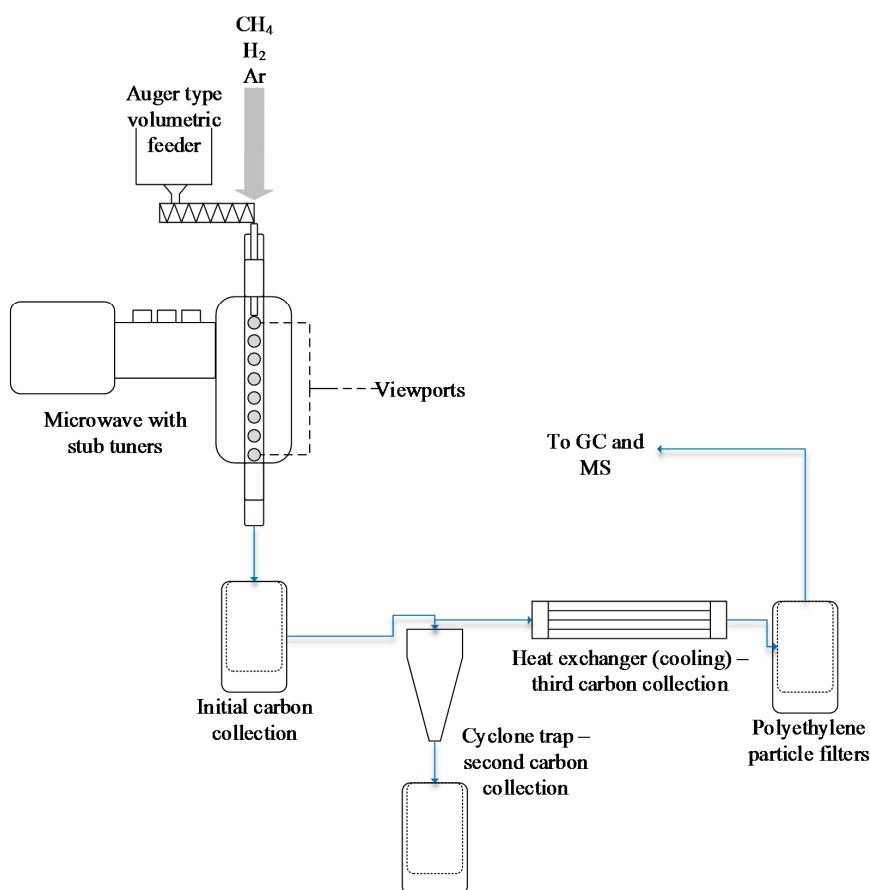 CH₄
H₂
Ar
Auger type
volumetric
feeder
Viewports
Microwave with
stub tuners
To GC and
MS
Heat exchanger (cooling) –
third carbon collection
Initial carbon
collection
Cyclone trap –
second carbon
collection
Polyethylene
particle filters